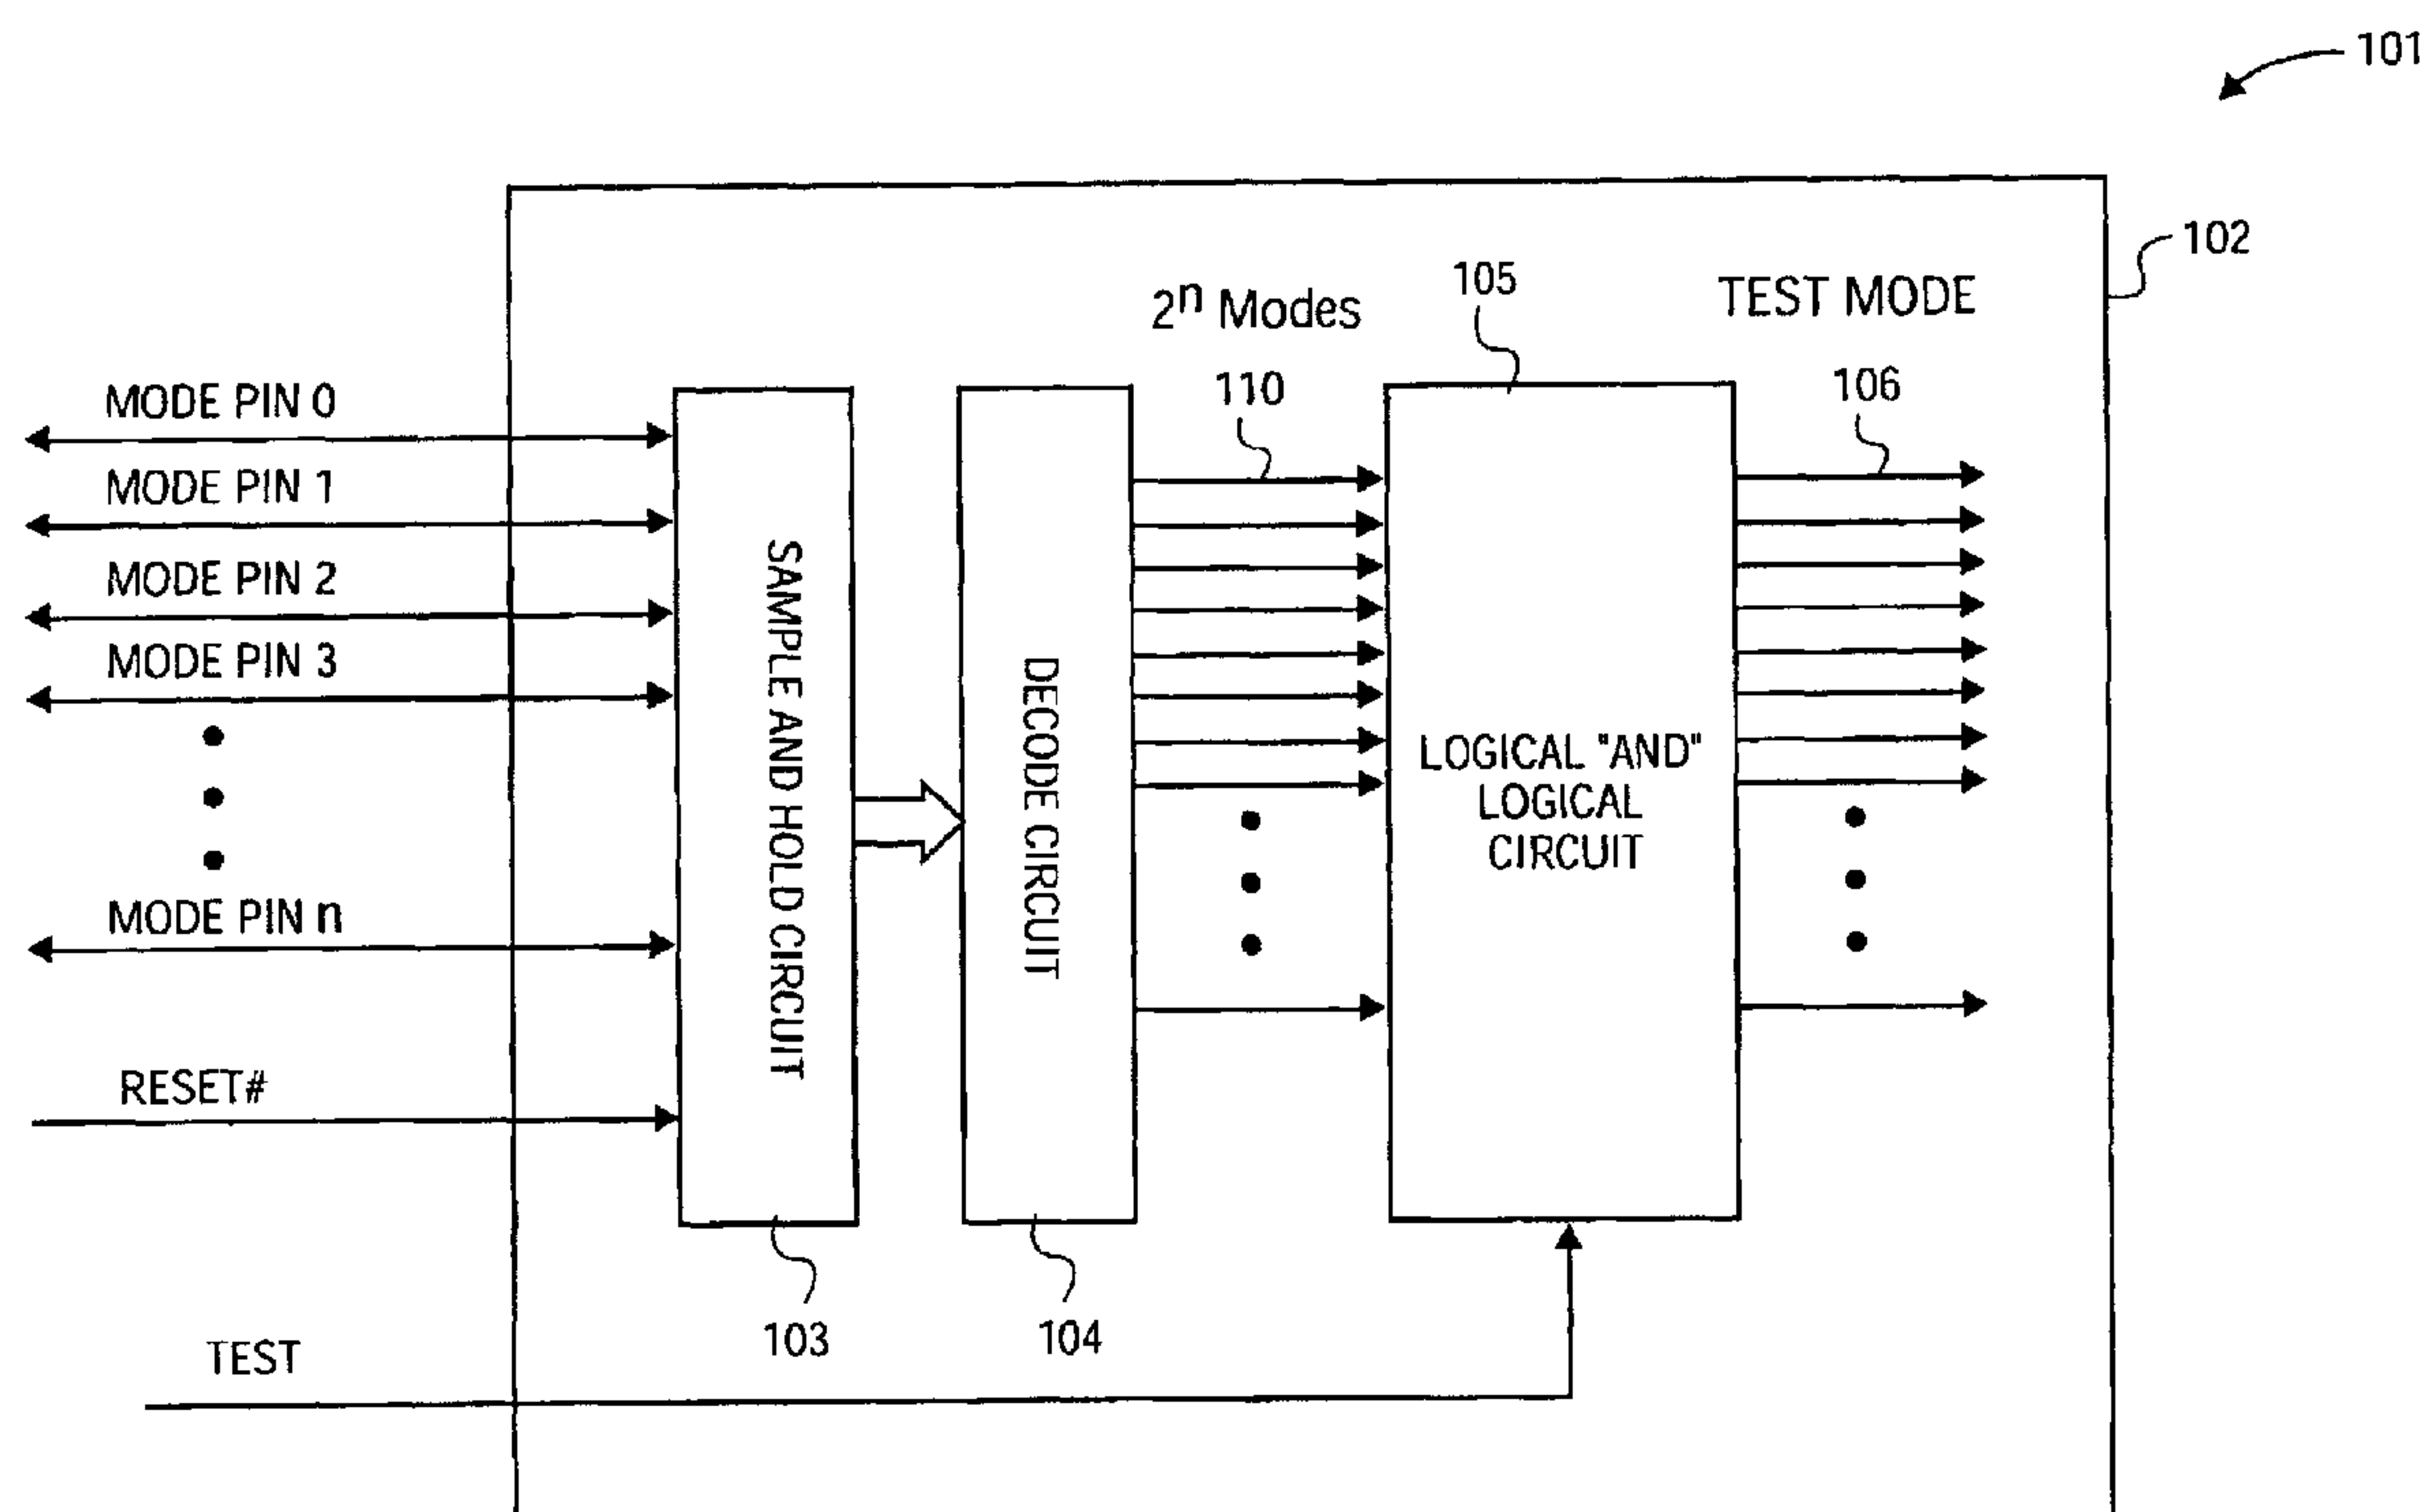 101
102
2ⁿ Modes
105
TEST MODE
110
106
MODE PIN 0
MODE PIN 1
MODE PIN 2
MODE PIN 3
MODE PIN n
RESET#
TEST
SAMPLE AND HOLD CIRCUIT
DECODE CIRCUIT
LOGICAL "AND"
LOGICAL
CIRCUIT
103
104